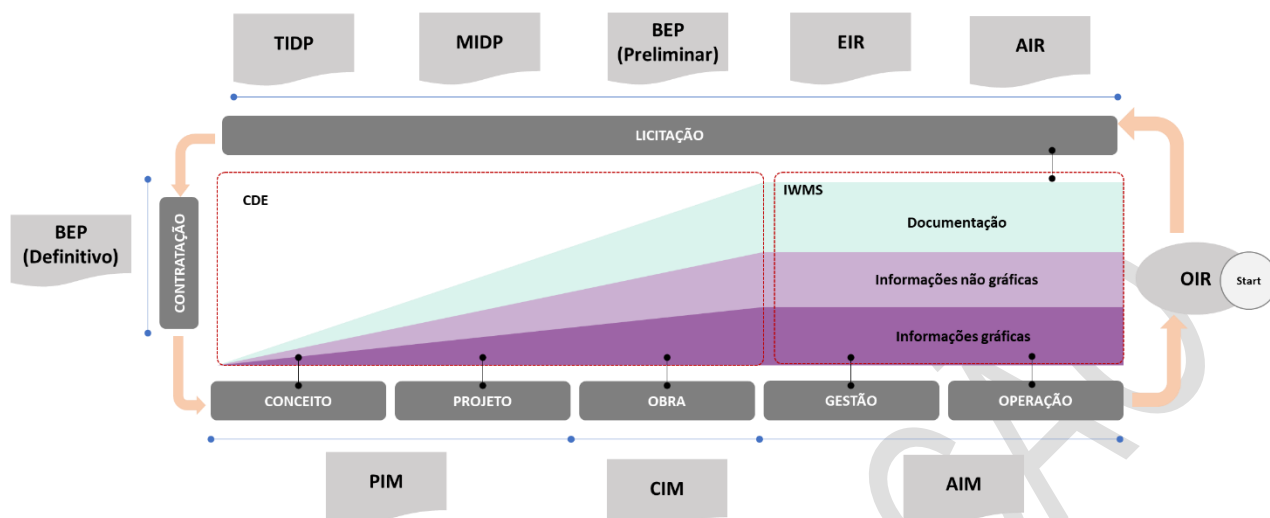 TIDP
MIDP
BEP
(Preliminar)
EIR
AIR
LICITAÇÃO
CDE
IWMS
BEP
(Definitivo)
CONTRATAÇÃO
Documentação
Informações não gráficas
Informações gráficas
OIR
Start
CONCEITO
PROJETO
OBRA
GESTÃO
OPERAÇÃO
PIM
CIM
AIM